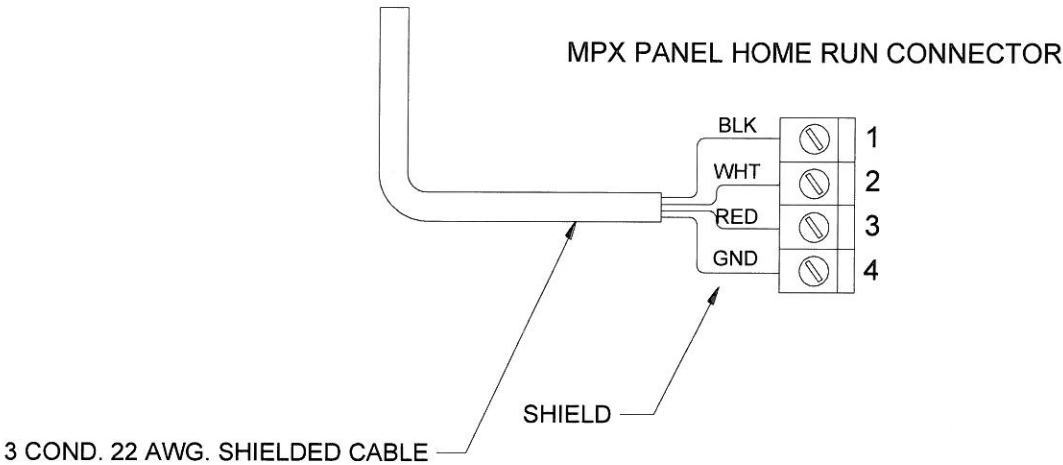 MPX PANEL HOME RUN CONNECTOR
BLK
1
WHT
2
RED
3
GND
4
SHIELD
3 COND. 22 AWG. SHIELDED CABLE